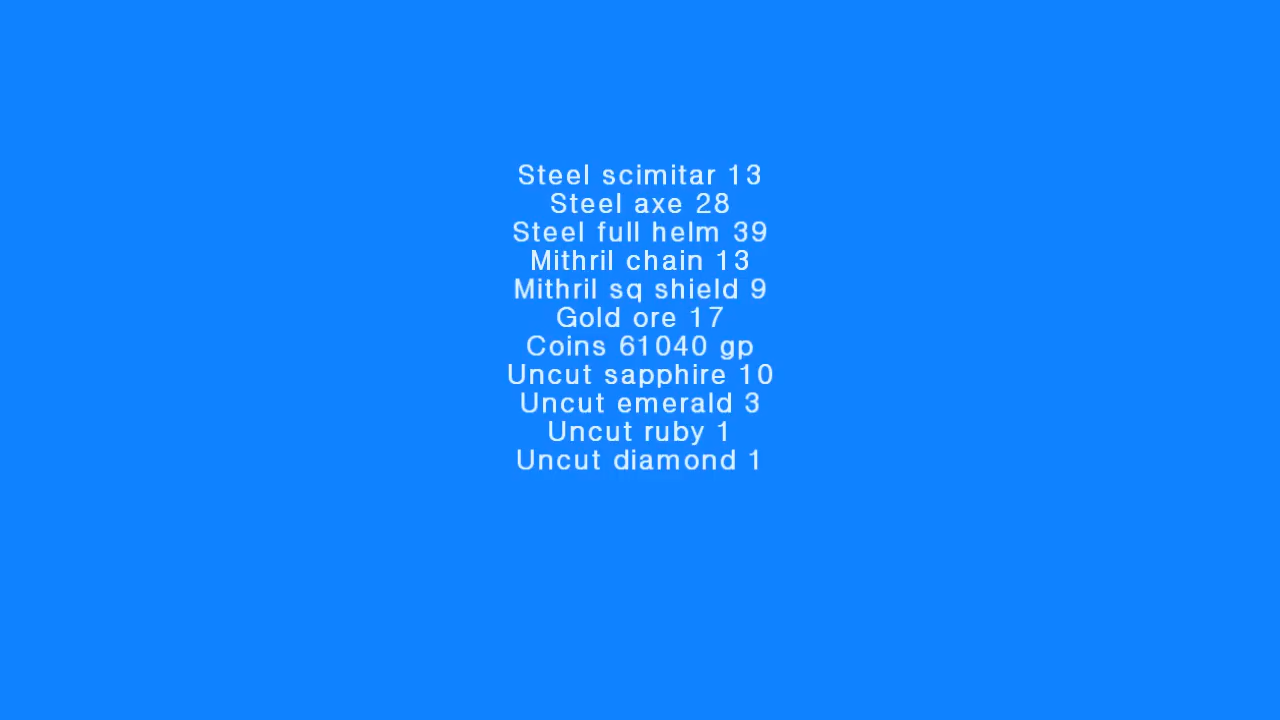 Steel scimitar 13
Steel axe 28
Steel full helm 39
Mithril chain 13
Mithril sq shield 9
Gold ore 17
Coins 61040 gp
Uncut sapphire 10
Uncut emerald 3
Uncut ruby 1
Uncut diamond 1